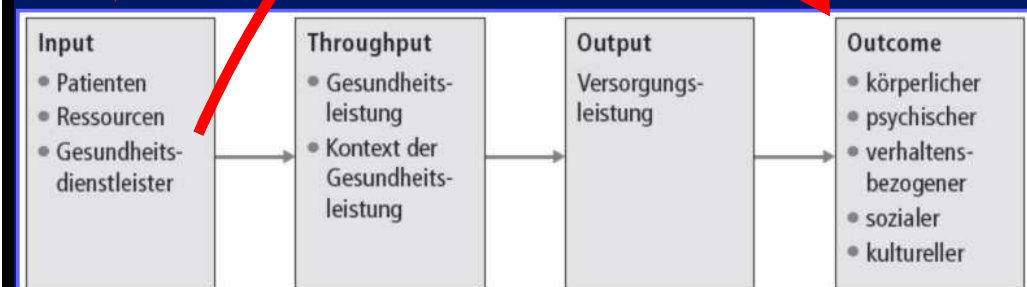 Input
• Patienten
• Ressourcen
• Gesundheits-
dienstleister
Throughput
• Gesundheits-
leistung
• Kontext der
Gesundheits-
leistung
Output
Versorgungs-
leistung
Outcome
• körperlicher
• psychischer
• verhaltens-
bezogener
• sozialer
• kultureller